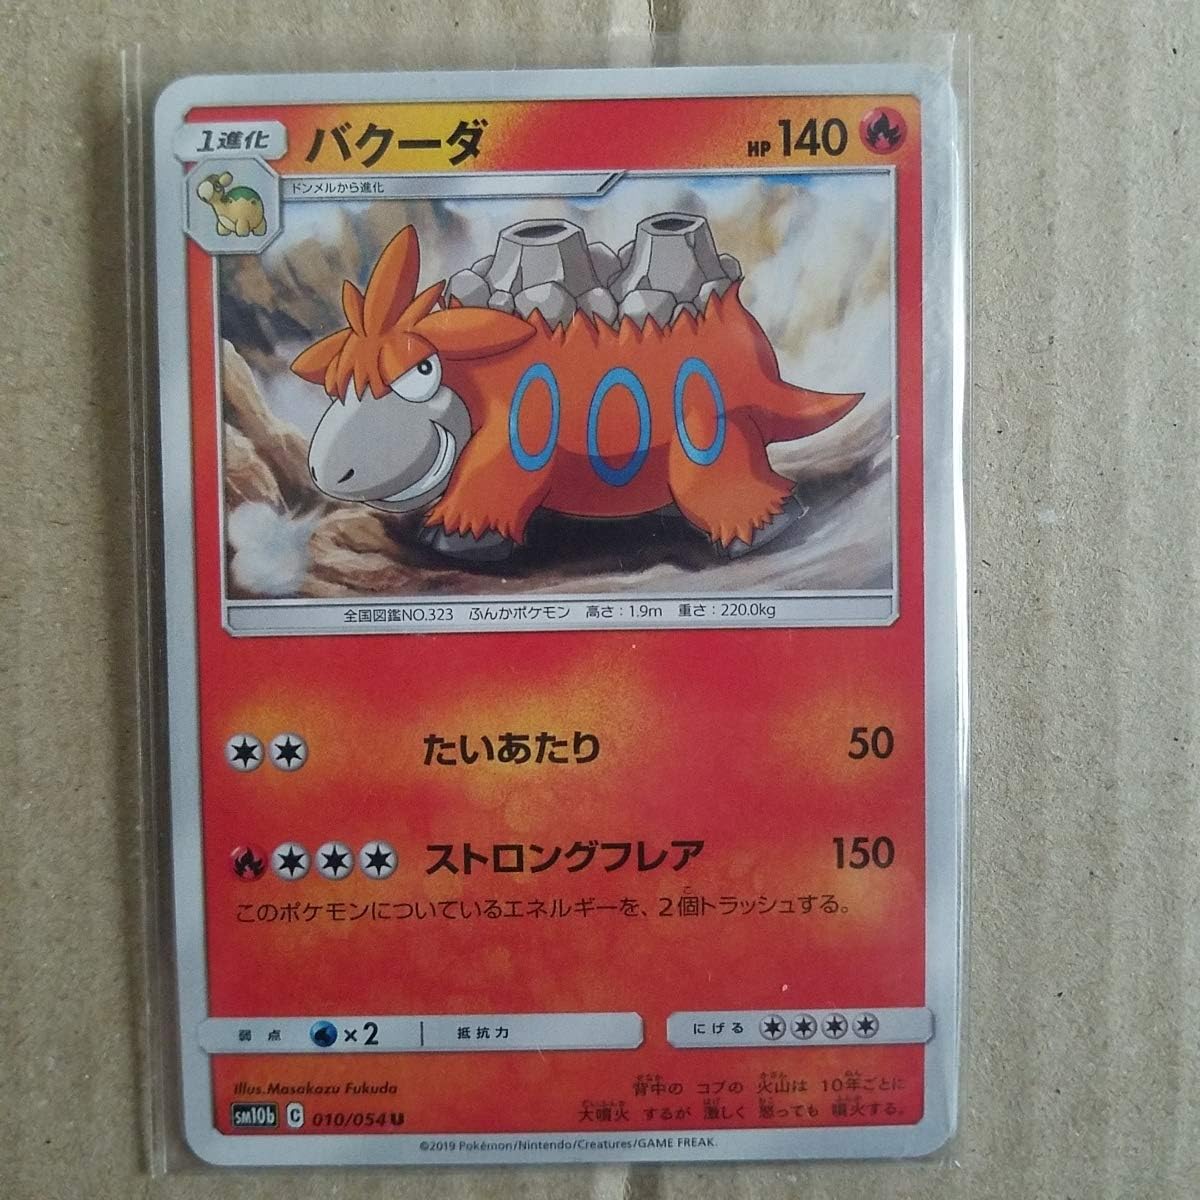 1進化 バクーダ HP 140
ドンメルから進化
全国図鑑NO.323 ふんかポケモン 高さ：1.9m 重さ：220.0kg
たいあたり 50
ストロングフレア 150
このポケモンについているエネルギーを、2個トラッシュする。
弱点 ×2 抵抗力 にげる
illus.Masakazu Fukuda
背中の コブの 火山は 10年ごとに
大噴火 するが 激しく 怒っても 噴火する。
SM10b C 010/054 U
©2019 Pokémon/Nintendo/Creatures/GAME FREAK.